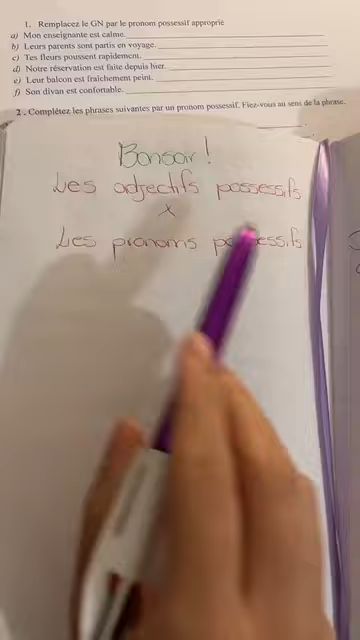 1. Remplacez le GN par le pronom possessif approprie
a) Mon enseignante est calme.
b) Leurs parents sont partis en voyage.
c) Tes fleurs poussent rapidement.
d) Notre réservation est faite depuis hier.
e) Leur balcon est fraîchement peint.
f) Son divan est confortable.
2. Complétez les phrases suivantes par un pronom possessif. Fiez-vous au sens de la phrase.
Bonsoir !
Les adjectifs possessifs
x
Les pronoms possessifs